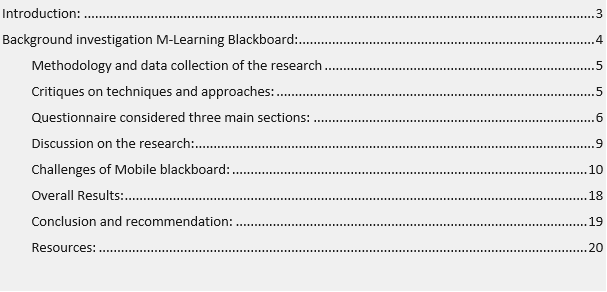 Introduction: ........................................................................................................................................ 3
Background investigation M-Learning Blackboard:............................................................................. 4
Methodology and data collection of the research ..................................................................... 5
Critiques on techniques and approaches: ................................................................................. 5
Questionnaire considered three main sections: ........................................................................ 6
Discussion on the research:....................................................................................................... 9
Challenges of Mobile blackboard: ........................................................................................... 10
Overall Results:....................................................................................................................... 18
Conclusion and recommendation: .......................................................................................... 19
Resources: .............................................................................................................................. 20